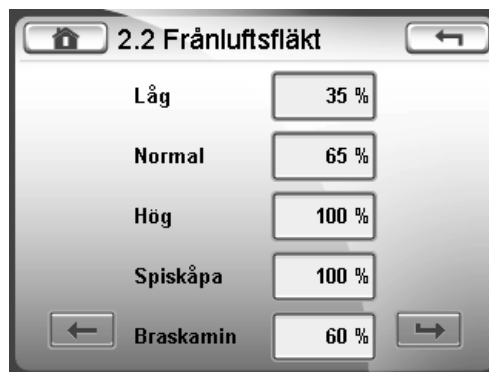 2.2 Frånluftsfläkt
Låg 35 %
Normal 65 %
Hög 100 %
Spiskåpa 100 %
Braskamin 60 %